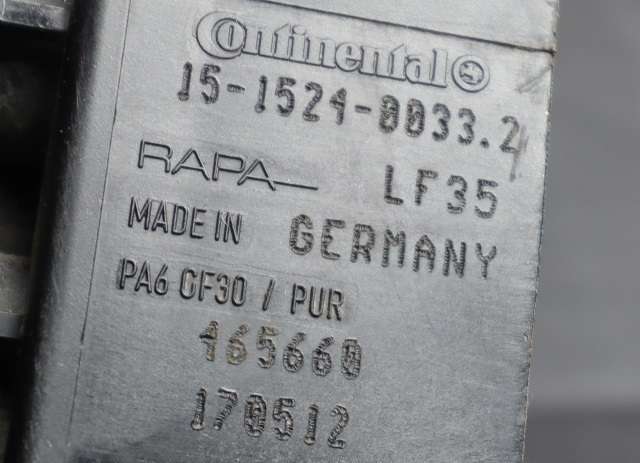 Continental
15-1524-0033.2
RAPA LF35
MADE IN GERMANY
PA6 GF30 / PUR
165660
170512